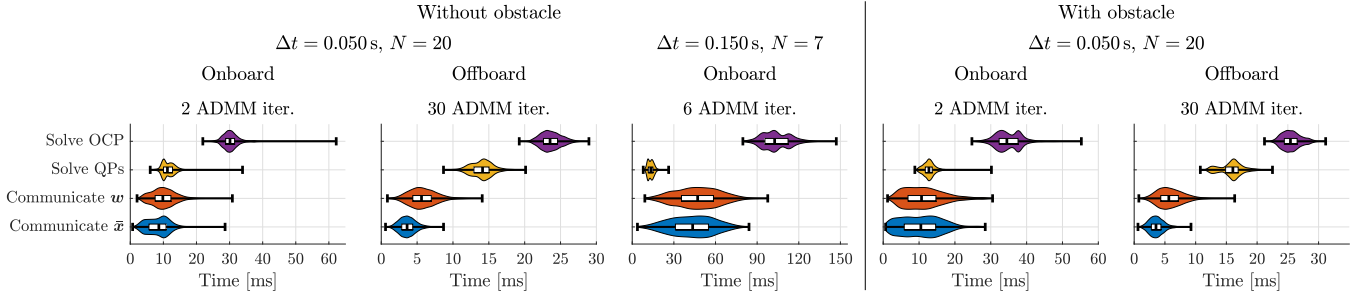 Without obstacle With obstacle
Δt = 0.050 s, N = 20 Δt = 0.150 s, N = 7 Δt = 0.050 s, N = 20
Onboard Offboard Onboard Onboard Offboard
2 ADMM iter. 30 ADMM iter. 6 ADMM iter. 2 ADMM iter. 30 ADMM iter.
Solve OCP
Solve QPs
Communicate w
Communicate x̄
0 10 20 30 40 50 60 0 5 10 15 20 25 30 0 30 60 90 120 150 0 10 20 30 40 50 60 0 10 20 30
Time [ms] Time [ms] Time [ms] Time [ms] Time [ms]